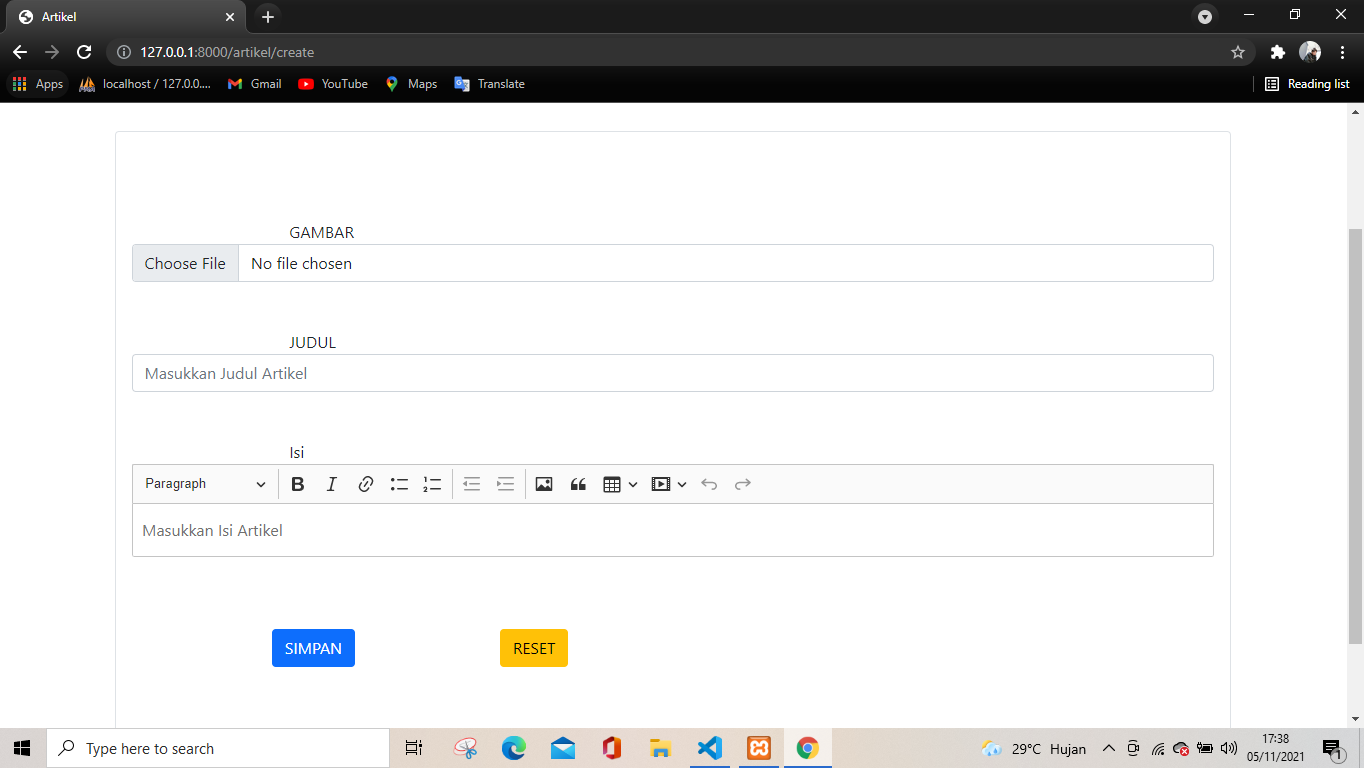 Artikel
127.0.0.1:8000/artikel/create
Apps localhost / 127.0.0.... Gmail YouTube Maps Translate Reading list
GAMBAR
Choose File No file chosen
JUDUL
Masukkan Judul Artikel
Isi
Paragraph B I
Masukkan Isi Artikel
SIMPAN RESET
Type here to search
29°C Hujan
17:38
05/11/2021
1